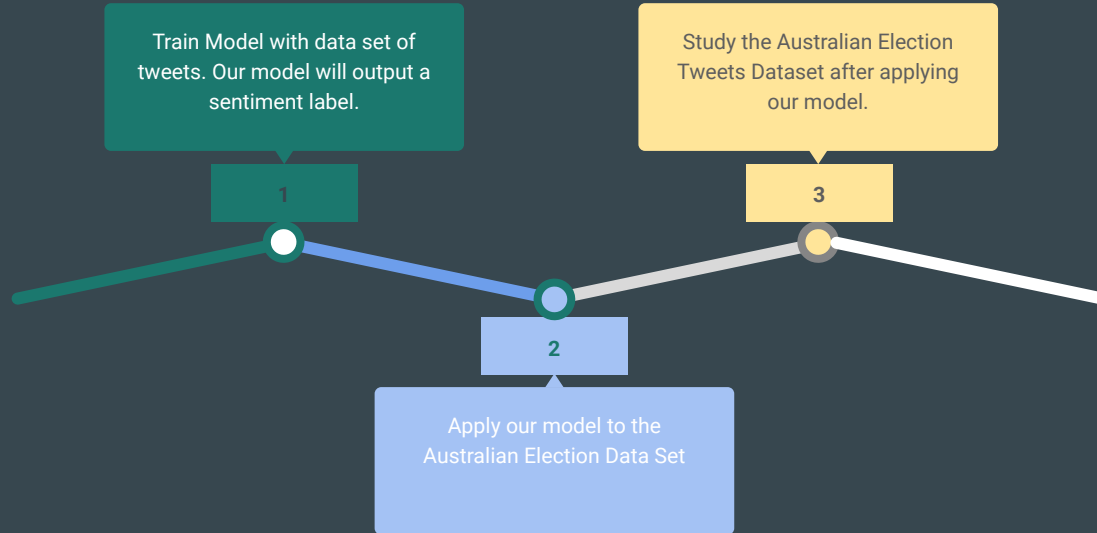 Train Model with data set of
tweets. Our model will output a
sentiment label.
1
2
Apply our model to the
Australian Election Data Set
Study the Australian Election
Tweets Dataset after applying
our model.
3